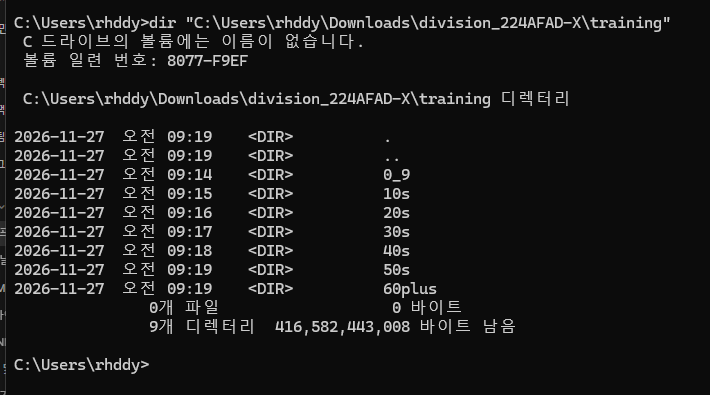 C:\Users\rhddy>dir "C:\Users\rhddy\Downloads\division_224AFAD-X\training"
 C 드라이브의 볼륨에는 이름이 없습니다.
 볼륨 일련 번호: 8077-F9EF

 C:\Users\rhddy\Downloads\division_224AFAD-X\training 디렉터리

2026-11-27  오전 09:19    <DIR>          .
2026-11-27  오전 09:19    <DIR>          ..
2026-11-27  오전 09:14    <DIR>          0_9
2026-11-27  오전 09:15    <DIR>          10s
2026-11-27  오전 09:16    <DIR>          20s
2026-11-27  오전 09:17    <DIR>          30s
2026-11-27  오전 09:18    <DIR>          40s
2026-11-27  오전 09:19    <DIR>          50s
2026-11-27  오전 09:19    <DIR>          60plus
               0개 파일                   0 바이트
               9개 디렉터리  416,582,443,008 바이트 남음

C:\Users\rhddy>